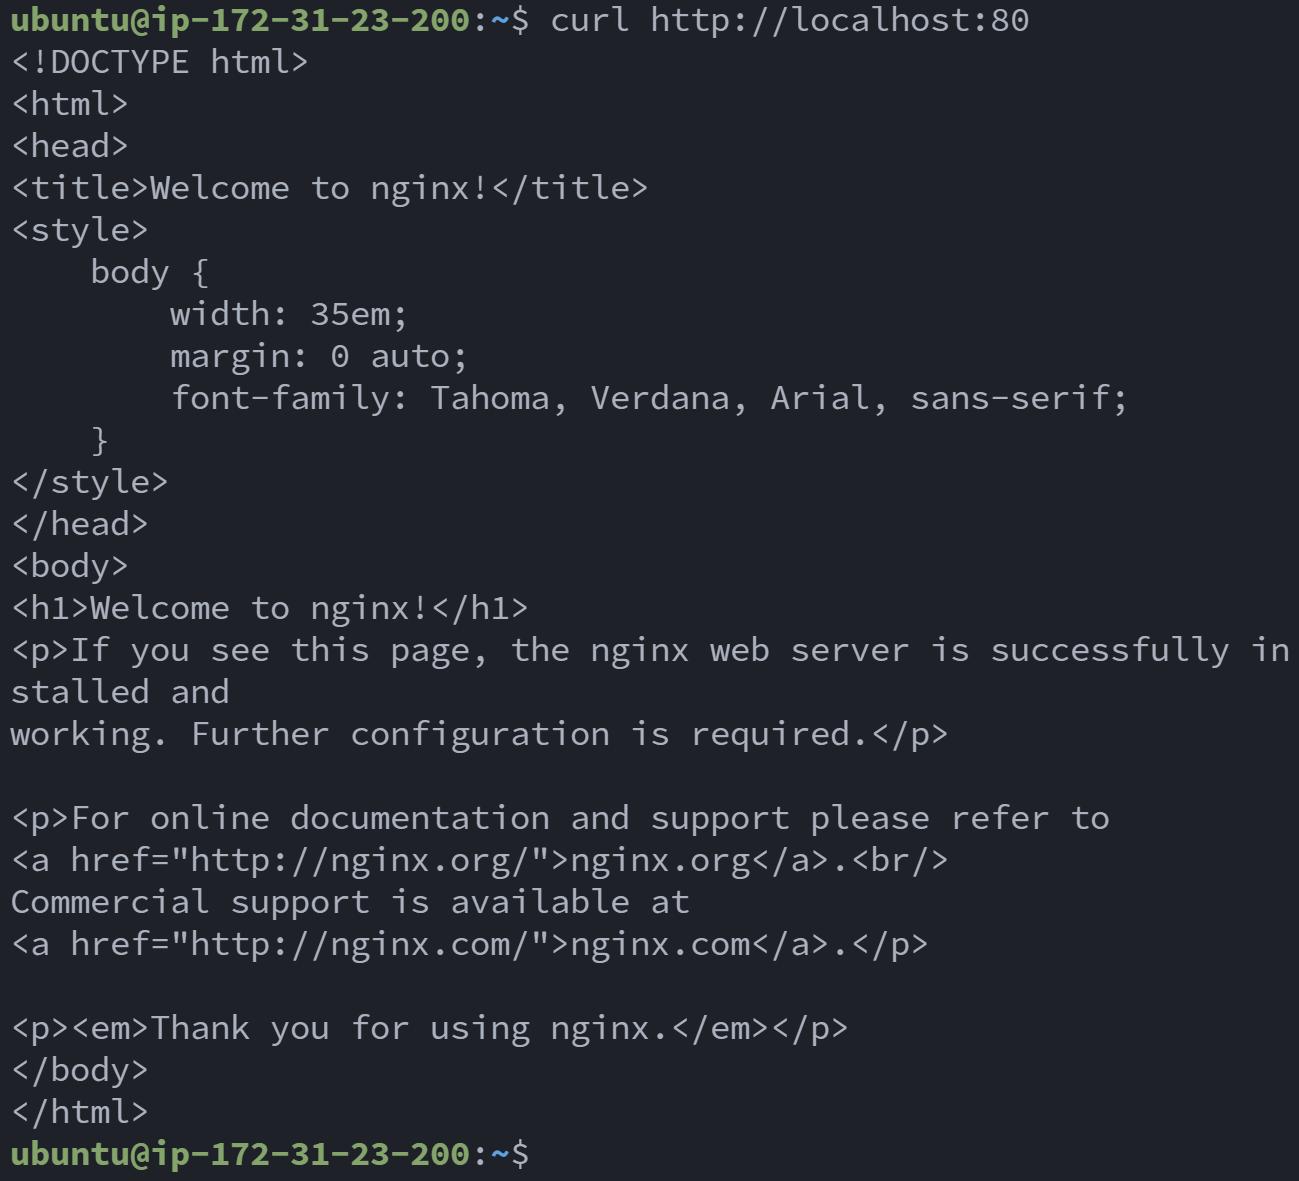 ubuntu@ip-172-31-23-200:~$ curl http://localhost:80
<!DOCTYPE html>
<html>
<head>
<title>Welcome to nginx!</title>
<style>
    body {
        width: 35em;
        margin: 0 auto;
        font-family: Tahoma, Verdana, Arial, sans-serif;
    }
</style>
</head>
<body>
<h1>Welcome to nginx!</h1>
<p>If you see this page, the nginx web server is successfully in
stalled and
working. Further configuration is required.</p>

<p>For online documentation and support please refer to
<a href="http://nginx.org/">nginx.org</a>.<br/>
Commercial support is available at
<a href="http://nginx.com/">nginx.com</a>.</p>

<p><em>Thank you for using nginx.</em></p>
</body>
</html>
ubuntu@ip-172-31-23-200:~$